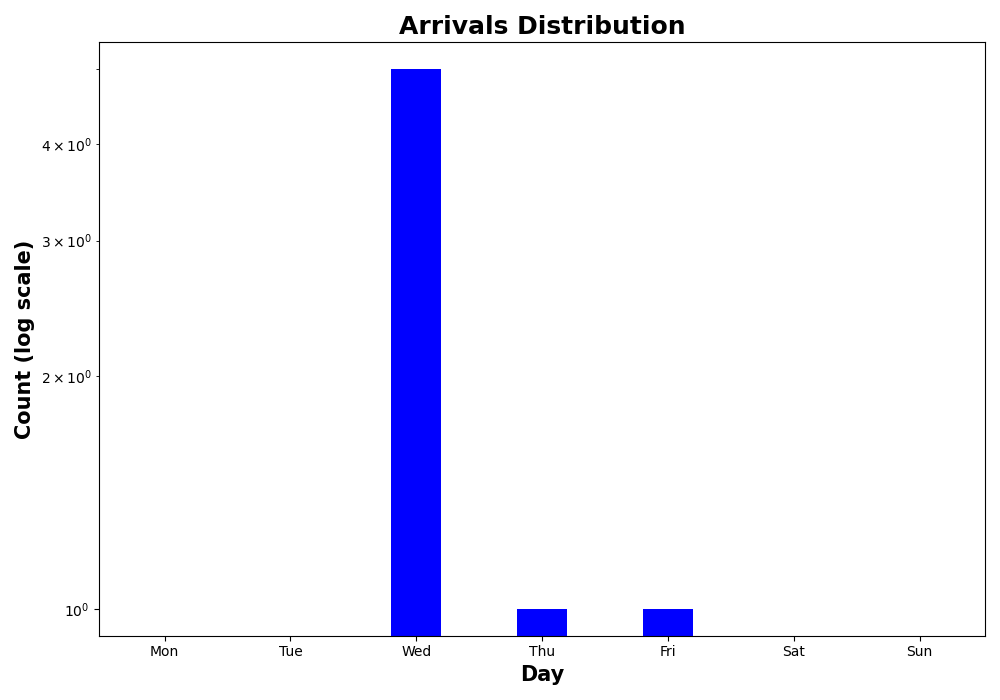 Arrivals Distribution
4 × 10⁰
3 × 10⁰
2 × 10⁰
10⁰
Count (log scale)
Mon Tue Wed Thu Fri Sat Sun
Day